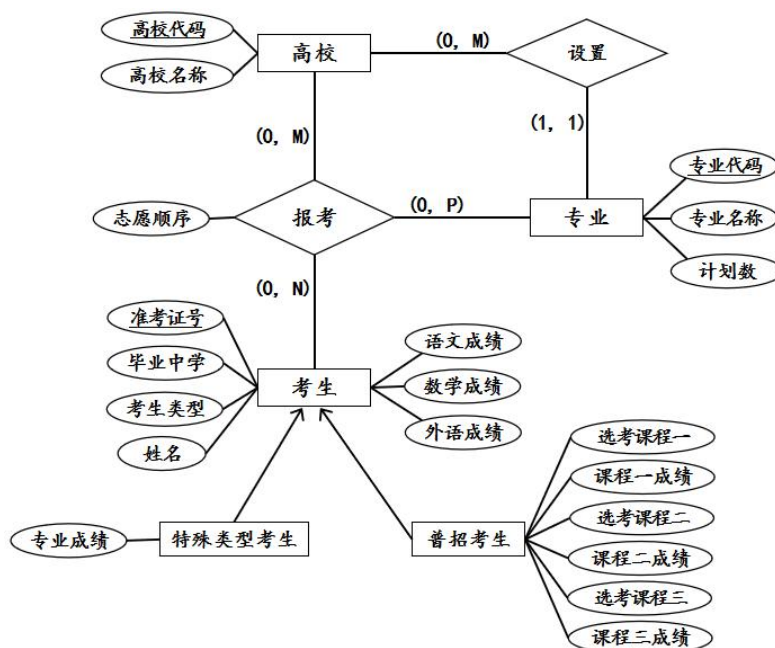 高校代码
高校名称
高校
(0, M)
设置
(0, M)
(1, 1)
志愿顺序
报考
(0, P)
专业
专业代码
专业名称
计划数
(0, N)
准考证号
毕业中学
考生类型
姓名
考生
语文成绩
数学成绩
外语成绩
专业成绩
特殊类型考生
普招考生
选考课程一
课程一成绩
选考课程二
课程二成绩
选考课程三
课程三成绩